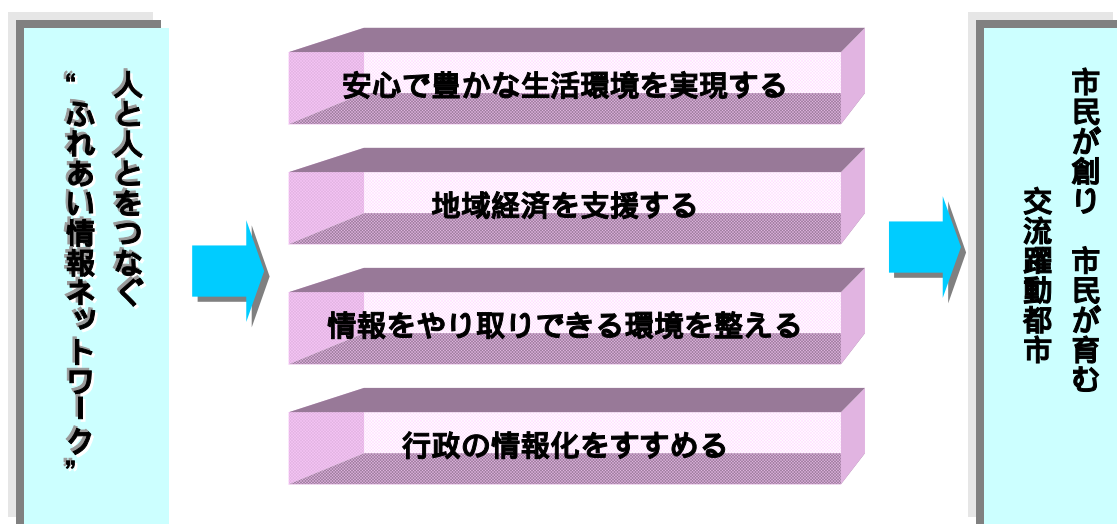 人と人とをつなぐ
“ふれあい情報ネットワーク”
安心で豊かな生活環境を実現する
地域経済を支援する
情報をやり取りできる環境を整える
行政の情報化をすすめる
市民が創り　市民が育む
交流躍動都市